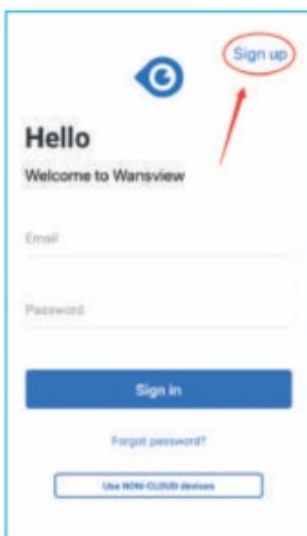 Sign up
Hello
Welcome to Wansview
Email
Password
Sign in
Forgot password?
Use NON-CLOUD devices